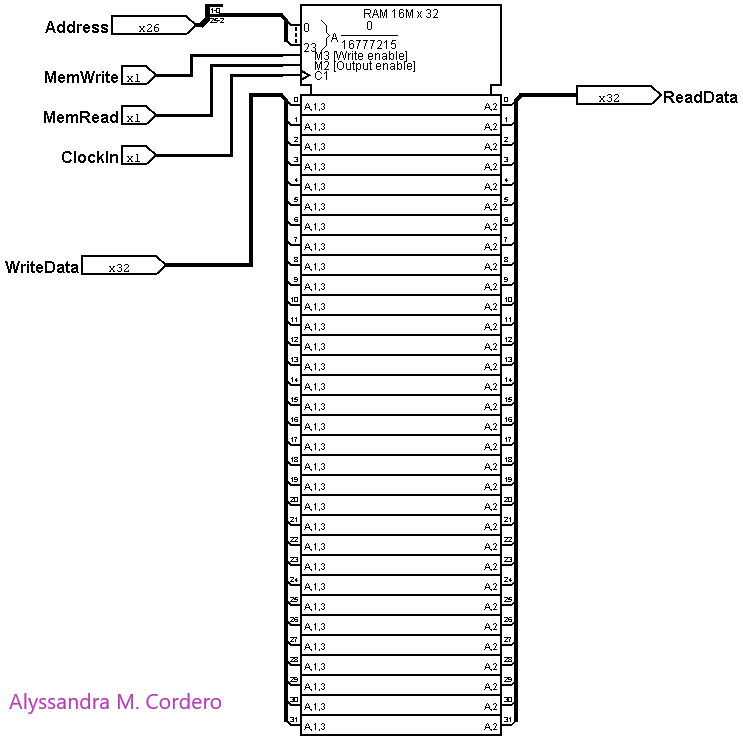 Address x26
1-0
25-2
RAM 16M x 32
0
23
A
0
16777215
M3 [Write enable]
M2 [Output enable]
C1
MemWrite x1
MemRead x1
ClockIn x1
WriteData x32
x32 ReadData
0 A,1,3 A,2 0
1 A,1,3 A,2 1
2 A,1,3 A,2 2
3 A,1,3 A,2 3
4 A,1,3 A,2 4
5 A,1,3 A,2 5
6 A,1,3 A,2 6
7 A,1,3 A,2 7
8 A,1,3 A,2 8
9 A,1,3 A,2 9
10 A,1,3 A,2 10
11 A,1,3 A,2 11
12 A,1,3 A,2 12
13 A,1,3 A,2 13
14 A,1,3 A,2 14
15 A,1,3 A,2 15
16 A,1,3 A,2 16
17 A,1,3 A,2 17
18 A,1,3 A,2 18
19 A,1,3 A,2 19
20 A,1,3 A,2 20
21 A,1,3 A,2 21
22 A,1,3 A,2 22
23 A,1,3 A,2 23
24 A,1,3 A,2 24
25 A,1,3 A,2 25
26 A,1,3 A,2 26
27 A,1,3 A,2 27
28 A,1,3 A,2 28
29 A,1,3 A,2 29
30 A,1,3 A,2 30
31 A,1,3 A,2 31
Alyssandra M. Cordero